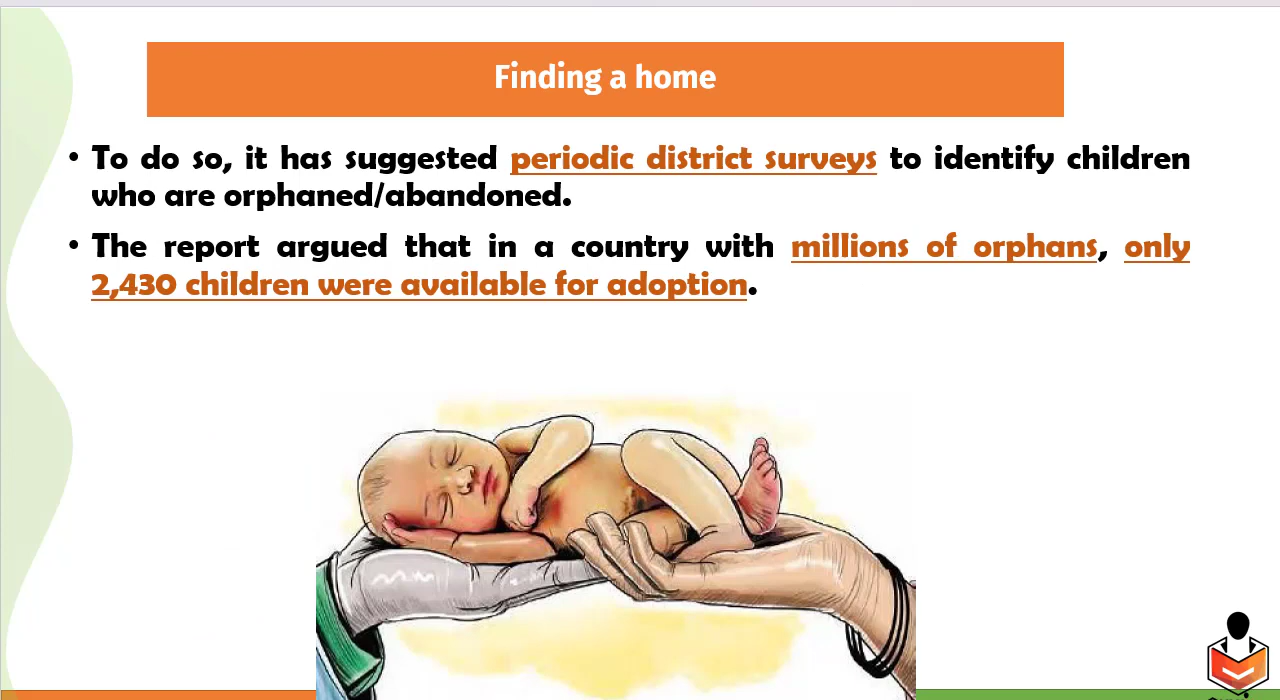 Finding a home
• To do so, it has suggested periodic district surveys to identify children
who are orphaned/abandoned.
• The report argued that in a country with millions of orphans, only
2,430 children were available for adoption.